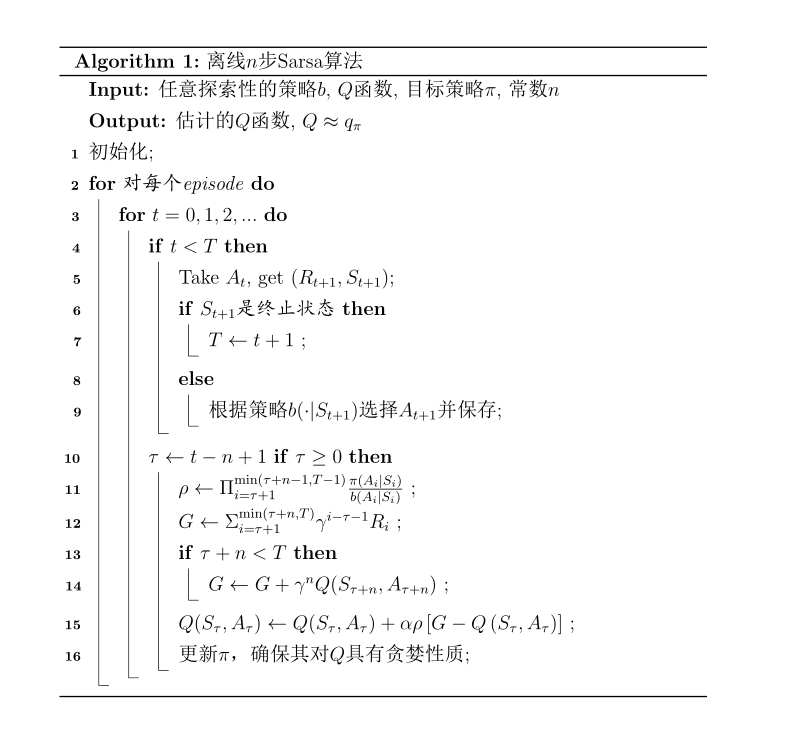 Algorithm 1: 离线n步Sarsa算法
Input: 任意探索性的策略b, Q函数, 目标策略π, 常数n
Output: 估计的Q函数, Q ≈ q_π
1 初始化;
2 for 对每个episode do
3 for t = 0, 1, 2, ... do
4 if t < T then
5 Take A_t, get (R_{t+1}, S_{t+1});
6 if S_{t+1}是终止状态 then
7 T ← t + 1 ;
8 else
9 根据策略b(·|S_{t+1})选择A_{t+1}并保存;
10 τ ← t − n + 1 if τ ≥ 0 then
11 ρ ← Π_{i=τ+1}^{min(τ+n−1,T−1)} \frac{π(A_i|S_i)}{b(A_i|S_i)} ;
12 G ← Σ_{i=τ+1}^{min(τ+n,T)} γ^{i−τ−1}R_i ;
13 if τ + n < T then
14 G ← G + γ^n Q(S_{τ+n}, A_{τ+n}) ;
15 Q(S_τ, A_τ) ← Q(S_τ, A_τ) + αρ [G − Q (S_τ, A_τ)] ;
16 更新π，确保其对Q具有贪婪性质;